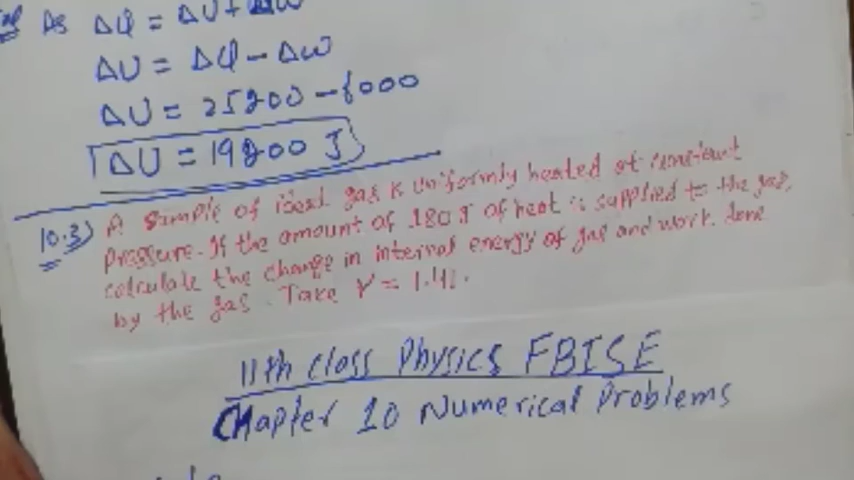 As ΔQ = ΔU + ΔW
ΔU = ΔQ - ΔW
ΔU = 25200 - 6000
ΔU = 19200 J
10.3) A sample of ideal gas is uniformly heated at constant
pressure. If the amount of 180 J of heat is supplied to the gas,
calculate the change in internal energy of gas and work done
by the gas. Take γ = 1.41.
11th class Physics FBISE
Chapter 10 Numerical Problems